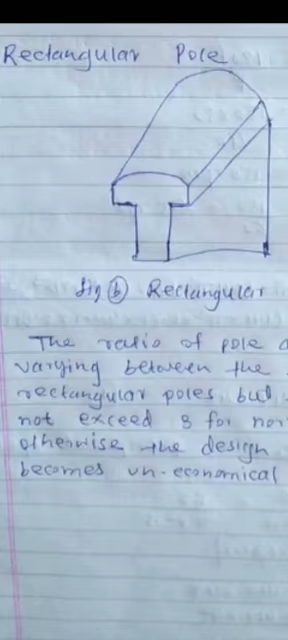 Rectangular Pole
fig (b) Rectangular
The ratio of pole
varying between the
rectangular poles, but
not exceed 3 for
otherwise the design
becomes un-economical